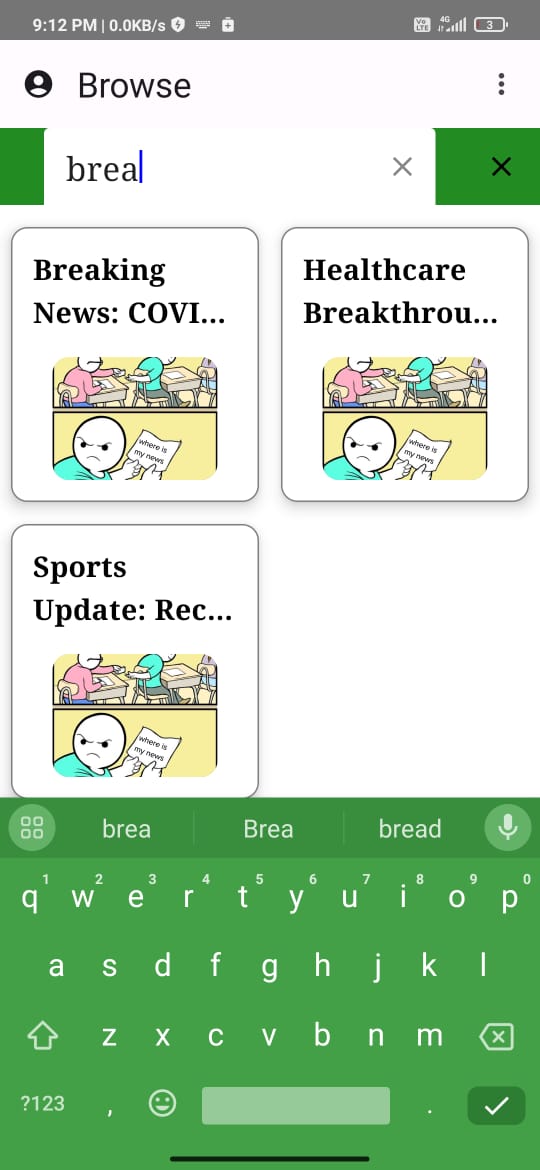 9:12 PM | 0.0KB/s
Vo LTE 4G 3
Browse
brea
Breaking
News: COVI...
where is
my news
Healthcare
Breakthrou...
where is
my news
Sports
Update: Rec...
where is
my news
brea Brea bread
1 2 3 4 5 6 7 8 9 0
q w e r t y u i o p
a s d f g h j k l
z x c v b n m
?123 , .